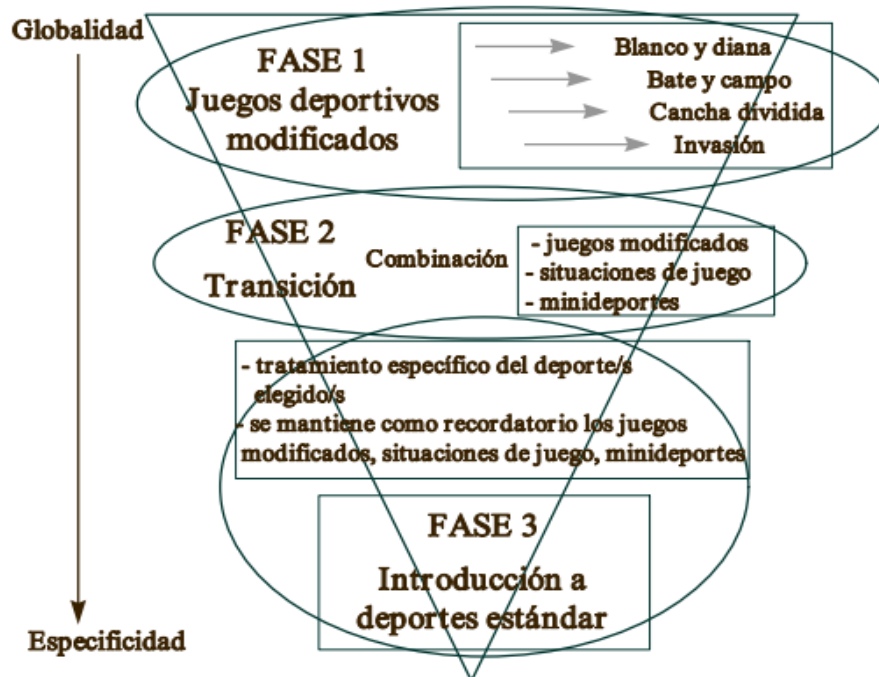 Globalidad
FASE 1
Juegos deportivos
modificados
Blanco y diana
Bate y campo
Cancha dividida
Invasión
FASE 2
Transición
Combinación
- juegos modificados
- situaciones de juego
- minideportes
- tratamiento específico del deporte/s
elegido/s
- se mantiene como recordatorio los juegos
modificados, situaciones de juego, minideportes
FASE 3
Introducción a
deportes estándar
Especificidad